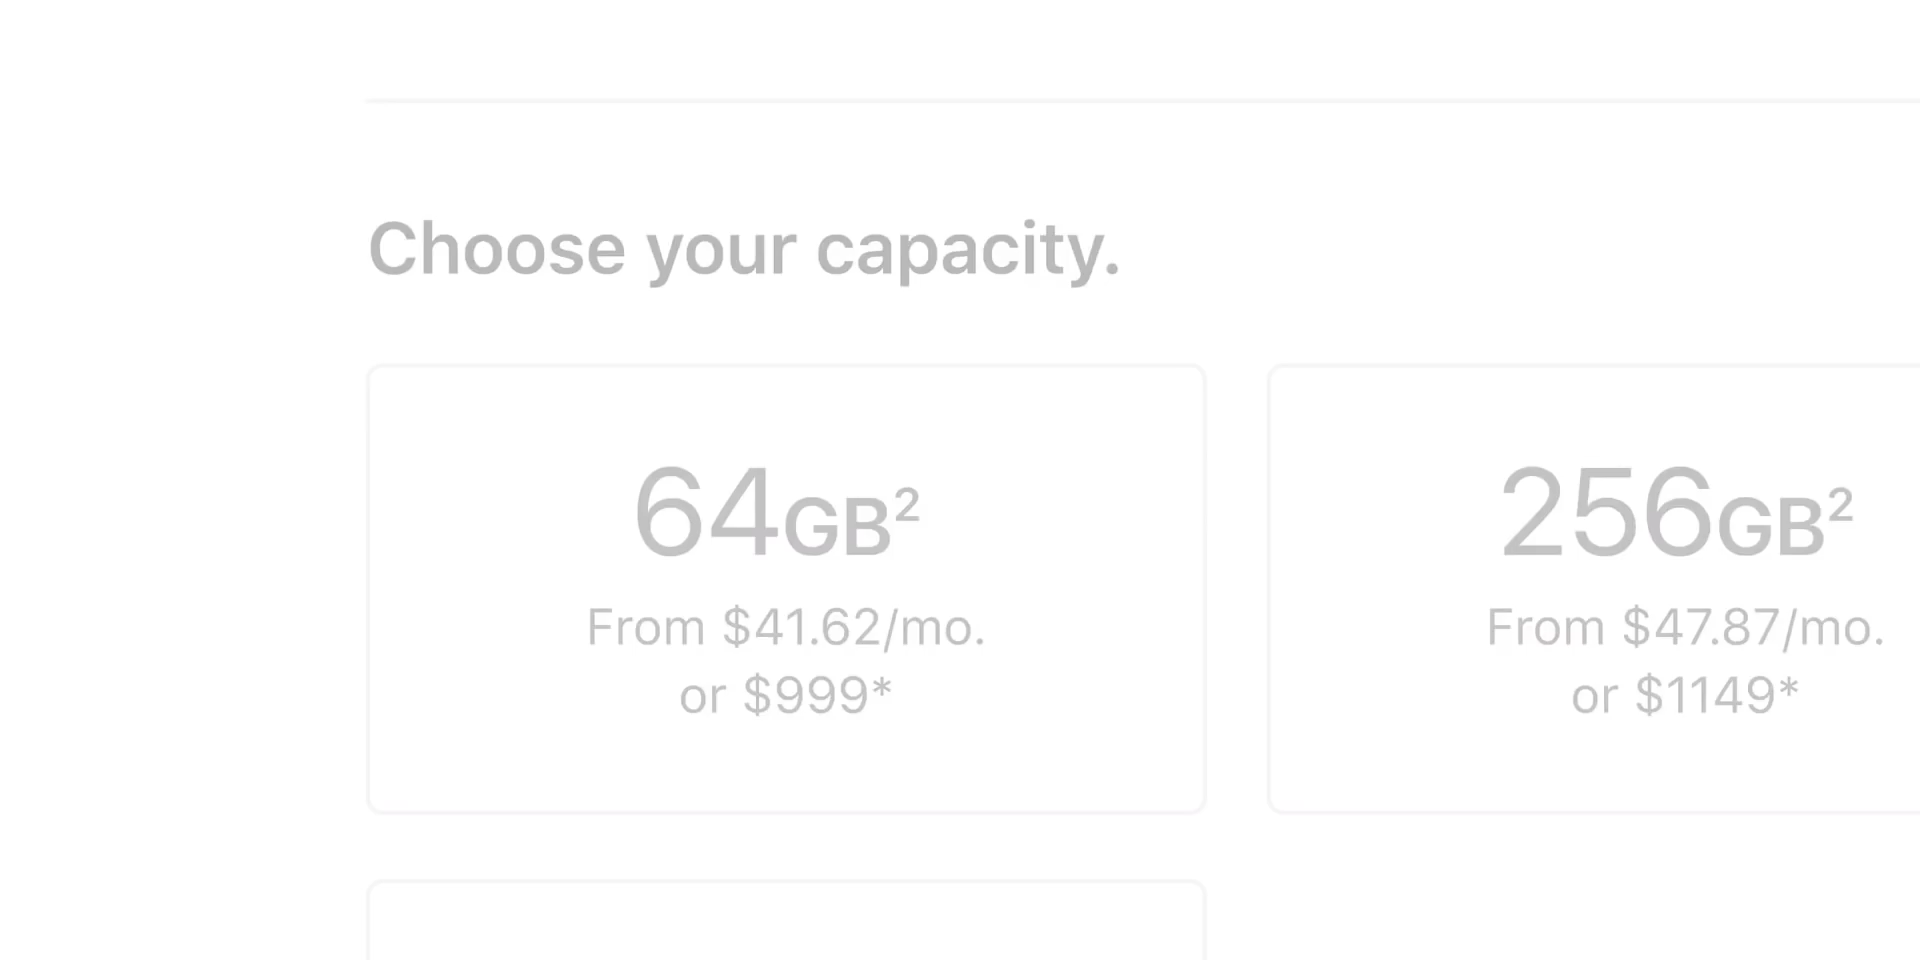 Choose your capacity.
64GB²
From $41.62/mo.
or $999*
256GB²
From $47.87/mo.
or $1149*